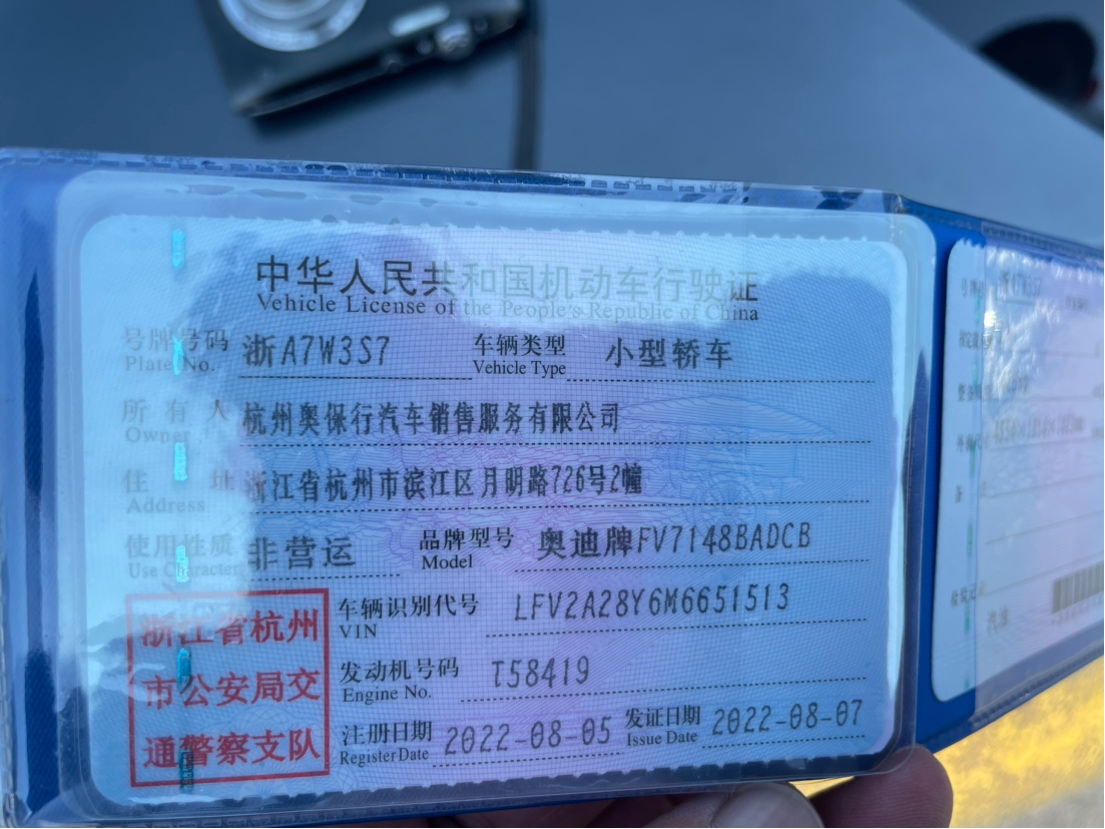 中华人民共和国机动车行驶证
Vehicle License of the People's Republic of China
号牌号码 浙A7W3S7 车辆类型 小型轿车
Plate No. Vehicle Type
所有人 杭州奥保行汽车销售服务有限公司
Owner
住址 浙江省杭州市滨江区月明路726号2幢
Address
使用性质 非营运 品牌型号 奥迪牌FV7148BADCB
Use Character Model
浙江省杭州
市公安局交
通警察支队
车辆识别代号 LFV2A28Y6M6651513
VIN
发动机号码 T58419
Engine No.
注册日期 2022-08-05 发证日期 2022-08-07
Register Date Issue Date